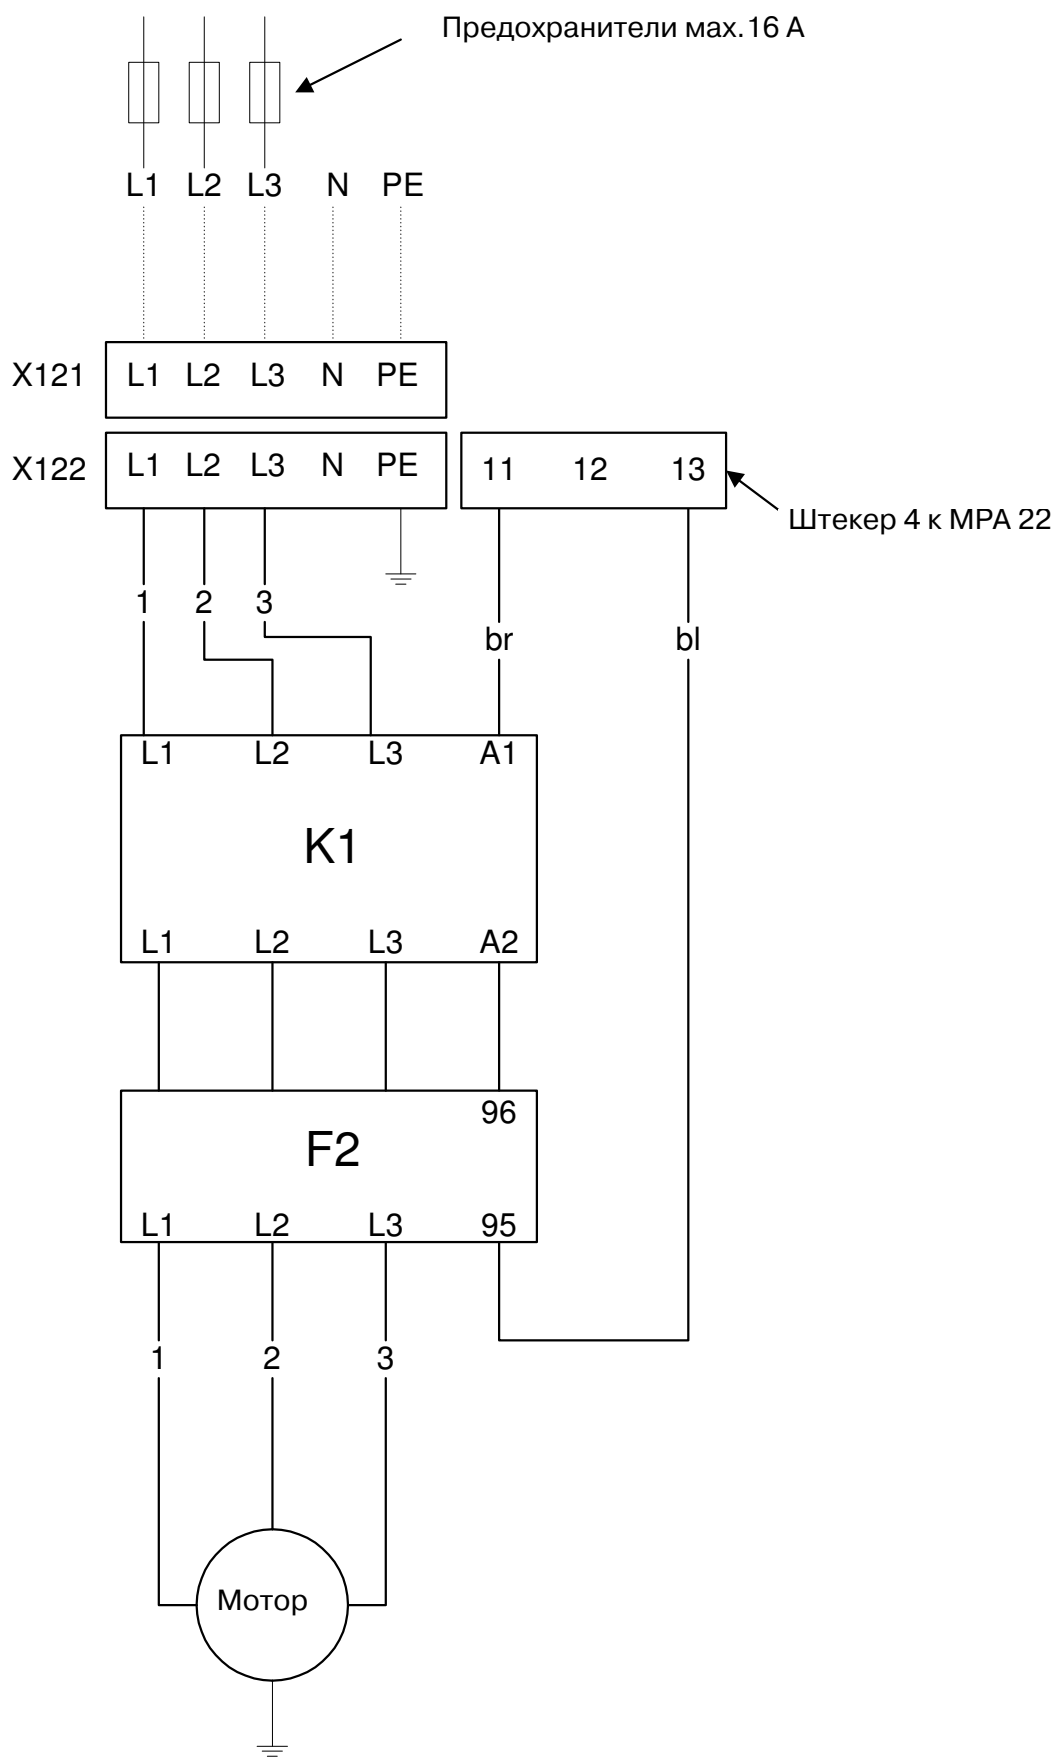 Предохранители мах.16 А
L1 L2 L3 N PE
X121 L1 L2 L3 N PE
X122 L1 L2 L3 N PE 11 12 13
Штекер 4 к МРА 22
1 2 3
br bl
L1 L2 L3 A1
K1
L1 L2 L3 A2
96
F2
L1 L2 L3 95
1 2 3
Мотор